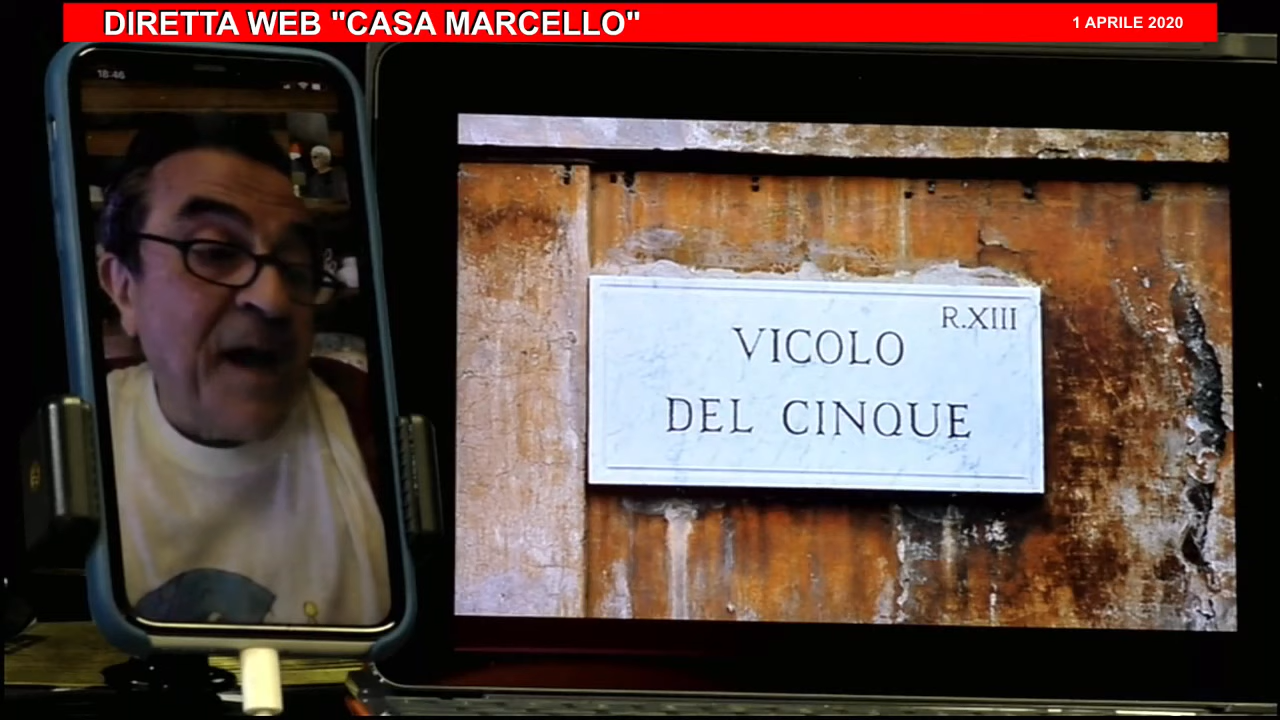 DIRETTA WEB "CASA MARCELLO"
1 APRILE 2020
18:46
R.XIII
VICOLO
DEL CINQUE